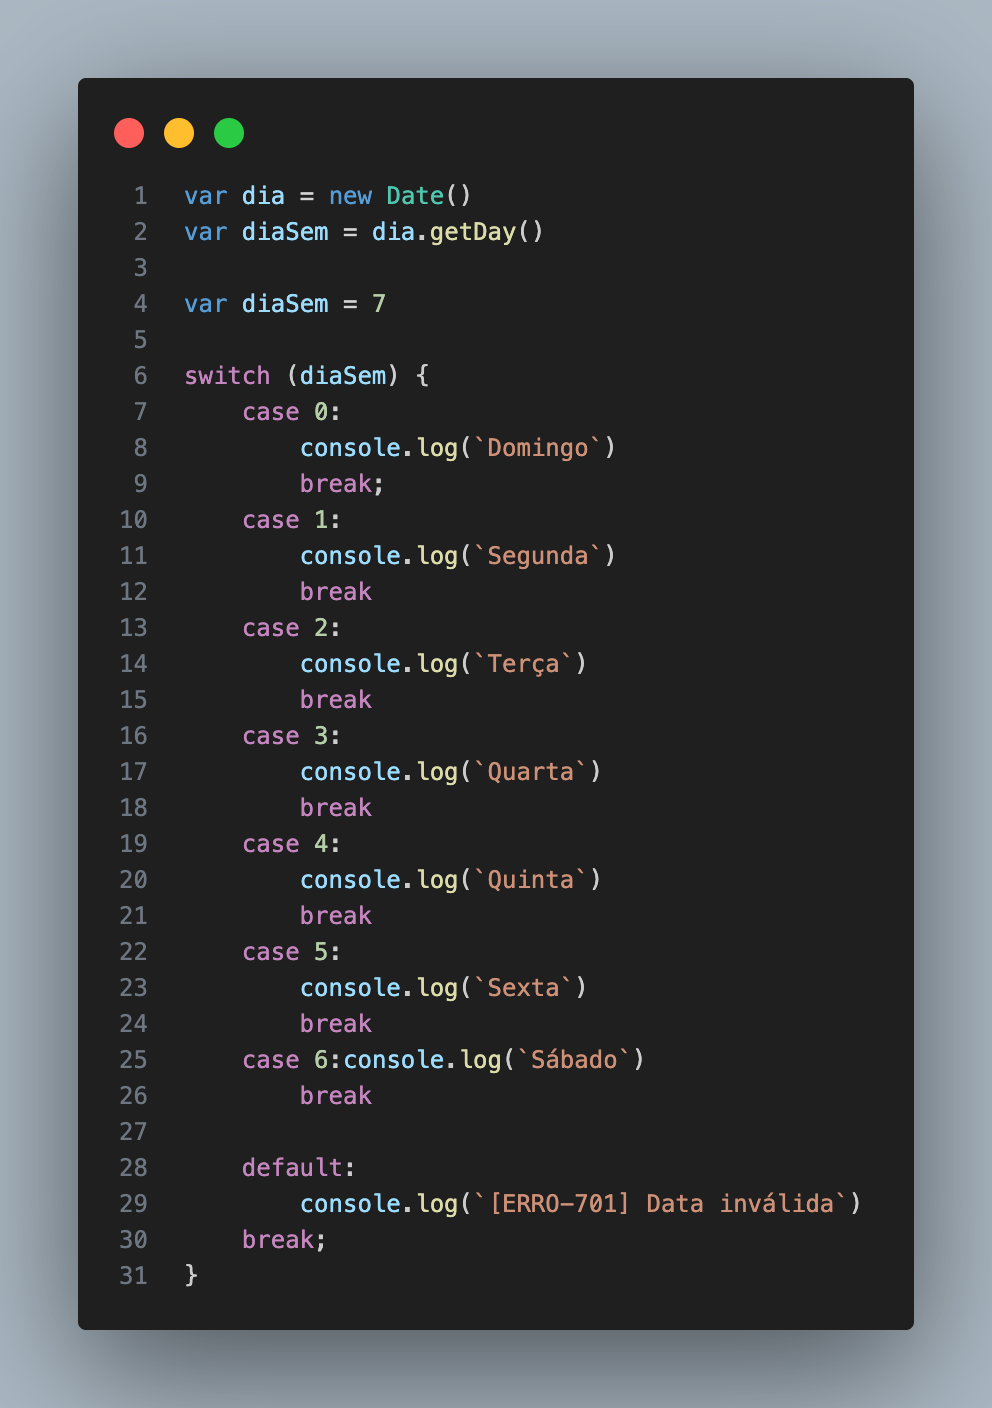 1 var dia = new Date()
2 var diaSem = dia.getDay()
3
4 var diaSem = 7
5
6 switch (diaSem) {
7     case 0:
8         console.log(`Domingo`)
9         break;
10     case 1:
11         console.log(`Segunda`)
12         break
13     case 2:
14         console.log(`Terça`)
15         break
16     case 3:
17         console.log(`Quarta`)
18         break
19     case 4:
20         console.log(`Quinta`)
21         break
22     case 5:
23         console.log(`Sexta`)
24         break
25     case 6:console.log(`Sábado`)
26         break
27
28     default:
29         console.log(`[ERRO-701] Data inválida`)
30     break;
31 }